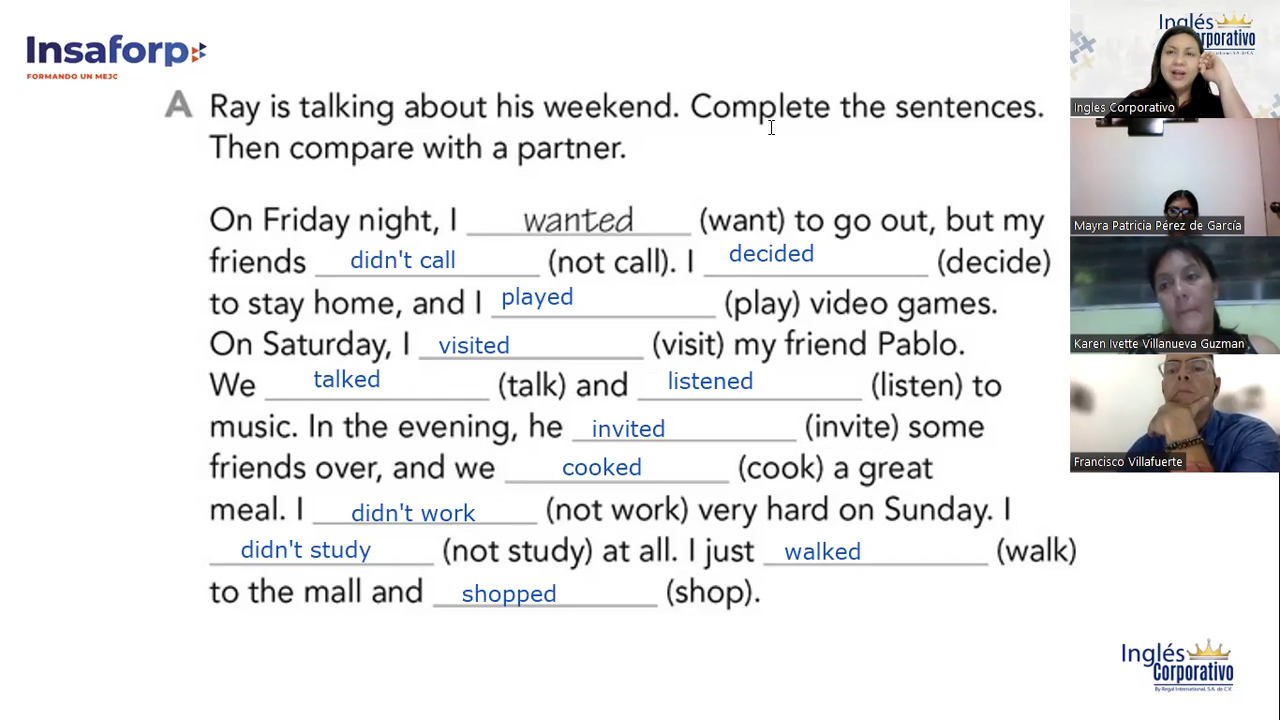 Insaforp
FORMANDO UN MEJC
A Ray is talking about his weekend. Complete the sentences.
Then compare with a partner.
On Friday night, I wanted (want) to go out, but my
friends didn't call (not call). I decided (decide)
to stay home, and I played (play) video games.
On Saturday, I visited (visit) my friend Pablo.
We talked (talk) and listened (listen) to
music. In the evening, he invited (invite) some
friends over, and we cooked (cook) a great
meal. I didn't work (not work) very hard on Sunday. I
didn't study (not study) at all. I just walked (walk)
to the mall and shopped (shop).
Inglés
Corporativo
By Regal International, S.A. de C.V.
Inglés
orporativo
Ingles Corporativo
Mayra Patricia Pérez de García
Karen Ivette Villanueva Guzman
Francisco Villafuerte